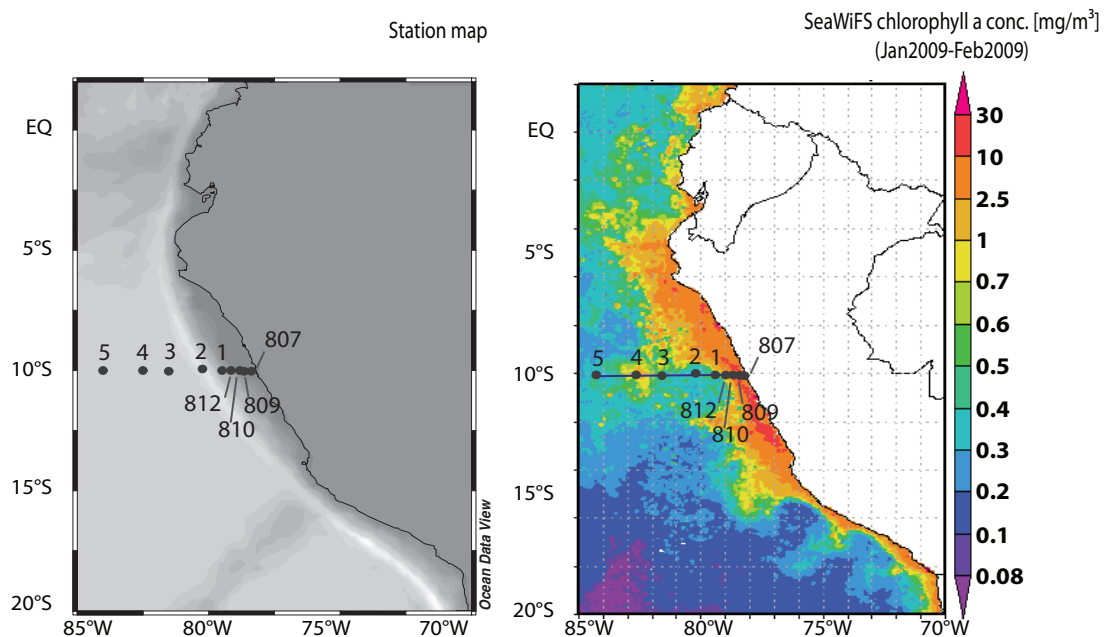 Station map
EQ
5°S
10°S
15°S
20°S
85°W
80°W
75°W
70°W
5
4
3
2
1
807
812
809
810
Ocean Data View
SeaWiFS chlorophyll a conc. [mg/m³]
(Jan2009-Feb2009)
EQ
5°S
10°S
15°S
20°S
85°W
80°W
75°W
70°W
5
4
3
2
1
807
812
809
810
30
10
2.5
1
0.7
0.6
0.5
0.4
0.3
0.2
0.1
0.08